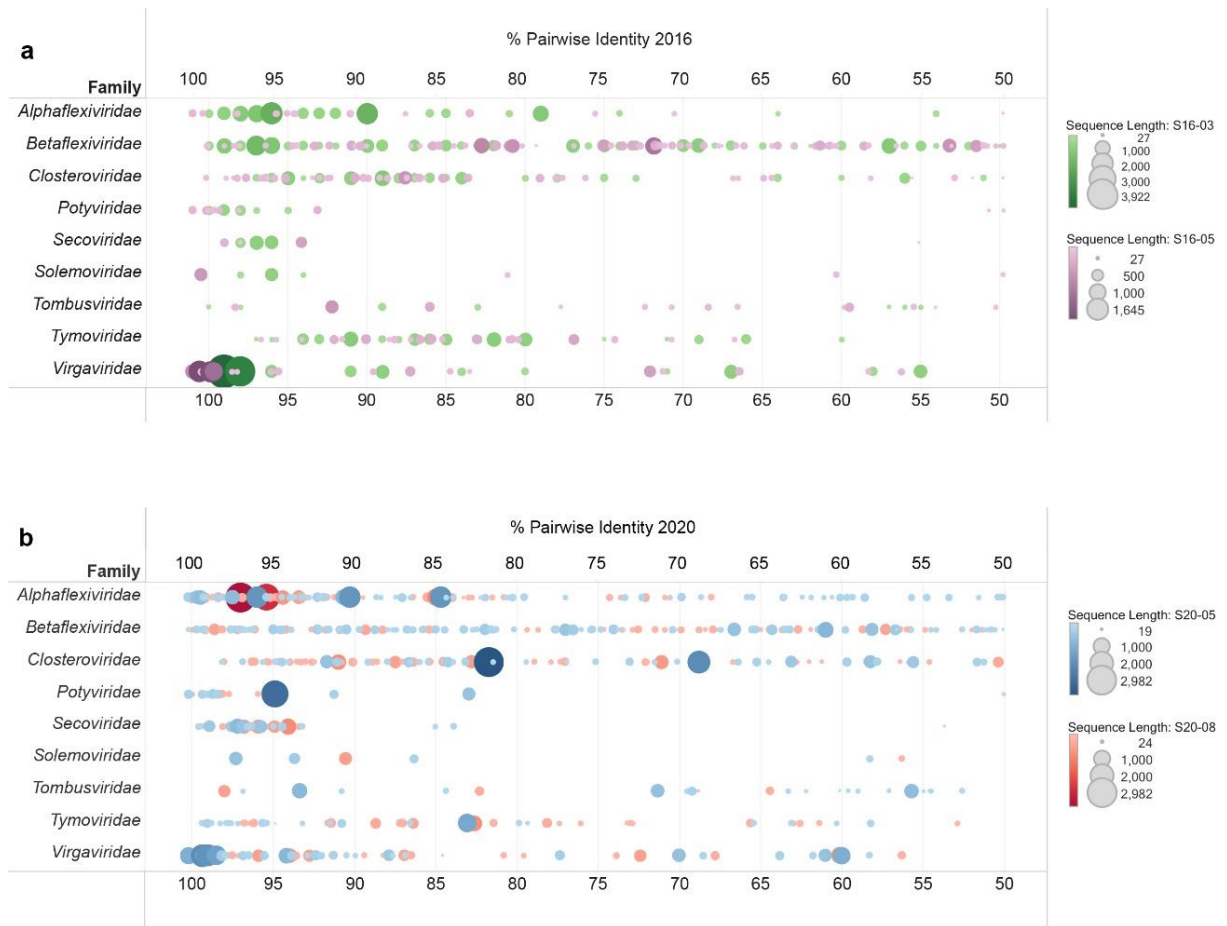 a
% Pairwise Identity 2016
Family 100 95 90 85 80 75 70 65 60 55 50
Alphaflexiviridae
Betaflexiviridae
Closteroviridae
Potyviridae
Secoviridae
Solemoviridae
Tombusviridae
Tymoviridae
Virgaviridae
100 95 90 85 80 75 70 65 60 55 50
Sequence Length: S16-03
27
1,000
2,000
3,000
3,922
Sequence Length: S16-05
27
500
1,000
1,645
b
% Pairwise Identity 2020
Family 100 95 90 85 80 75 70 65 60 55 50
Alphaflexiviridae
Betaflexiviridae
Closteroviridae
Potyviridae
Secoviridae
Solemoviridae
Tombusviridae
Tymoviridae
Virgaviridae
100 95 90 85 80 75 70 65 60 55 50
Sequence Length: S20-05
19
1,000
2,000
2,982
Sequence Length: S20-08
24
1,000
2,000
2,982